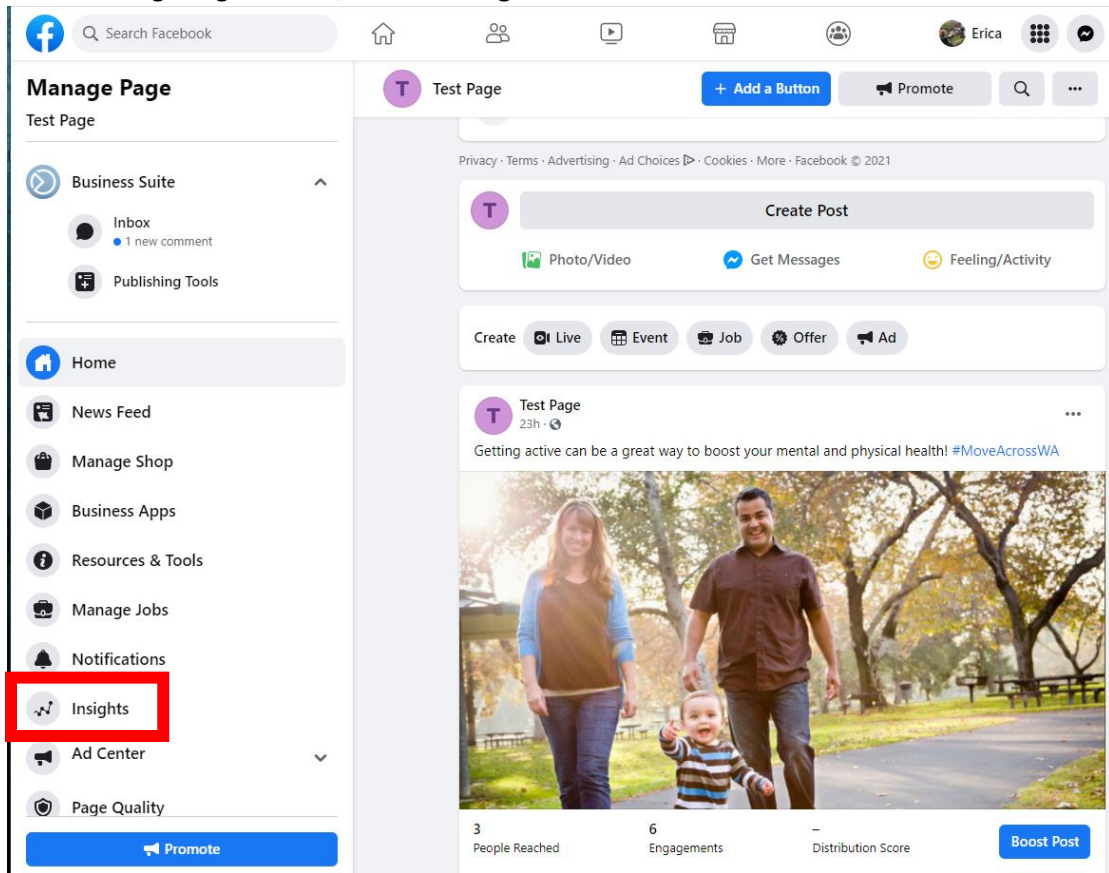 Search Facebook
Erica
Manage Page
Test Page
Business Suite
Inbox
1 new comment
Publishing Tools
Home
News Feed
Manage Shop
Business Apps
Resources & Tools
Manage Jobs
Notifications
Insights
Ad Center
Page Quality
Promote
T Test Page
+ Add a Button
Promote
Privacy · Terms · Advertising · Ad Choices · Cookies · More · Facebook © 2021
T Create Post
Photo/Video Get Messages Feeling/Activity
Create Live Event Job Offer Ad
T Test Page
23h ·
Getting active can be a great way to boost your mental and physical health! #MoveAcrossWA
3 6 –
People Reached Engagements Distribution Score
Boost Post